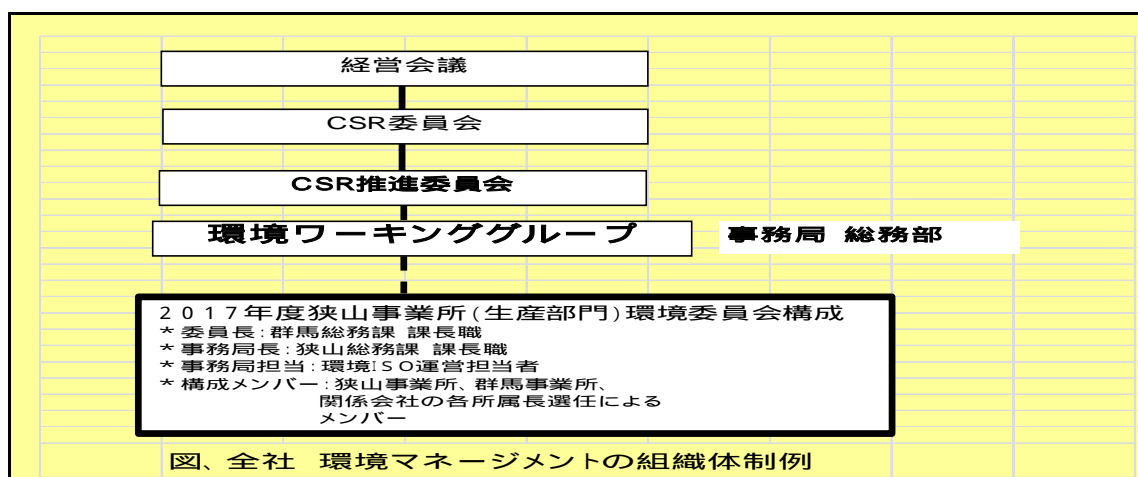 経営会議
CSR委員会
CSR推進委員会
環境ワーキンググループ 事務局 総務部
2017年度狭山事業所(生産部門)環境委員会構成
*委員長:群馬総務課 課長職
*事務局長:狭山総務課 課長職
*事務局担当:環境ISO運営担当者
*構成メンバー:狭山事業所、群馬事業所、
関係会社の各所属長選任による
メンバー
図、全社 環境マネージメントの組織体制例